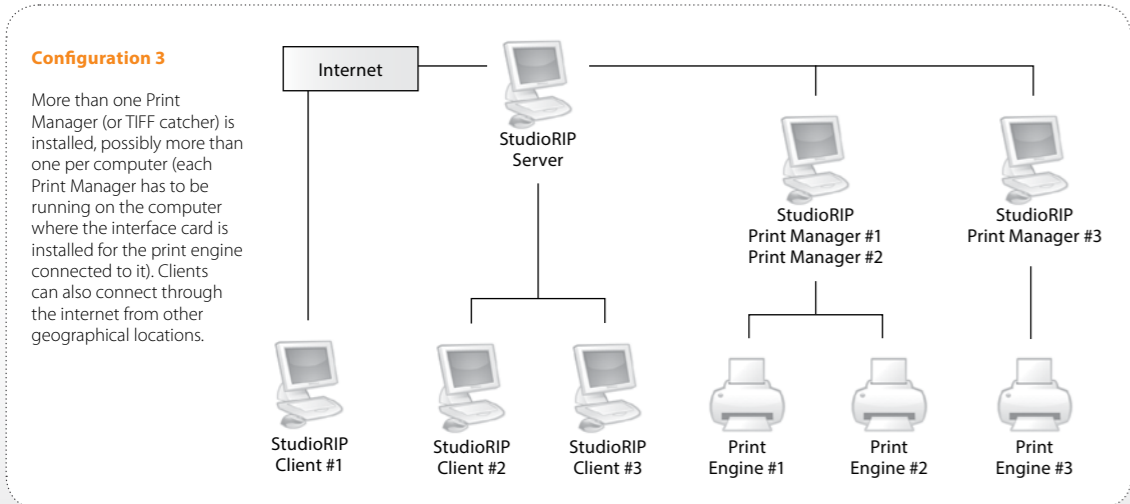 Configuration 3
More than one Print
Manager (or TIFF catcher) is
installed, possibly more than
one per computer (each
Print Manager has to be
running on the computer
where the interface card is
installed for the print engine
connected to it). Clients
can also connect through
the internet from other
geographical locations.
Internet
StudioRIP
Server
StudioRIP
Print Manager #1
Print Manager #2
StudioRIP
Print Manager #3
StudioRIP
Client #1
StudioRIP
Client #2
StudioRIP
Client #3
Print
Engine #1
Print
Engine #2
Print
Engine #3